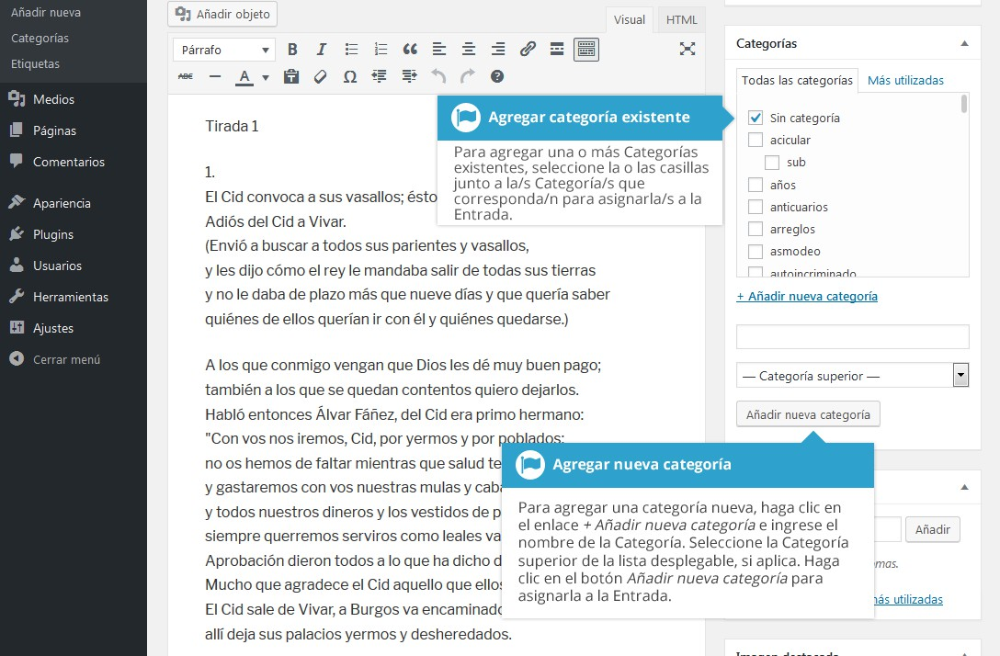 Añadir nueva
Categorías
Etiquetas
Medios
Páginas
Comentarios
Apariencia
Plugins
Usuarios
Herramientas
Ajustes
Cerrar menú
Añadir objeto
Visual
HTML
Párrafo
B I
ABC
A
Tirada 1
1.
El Cid convoca a sus vasallos; ésto
Adiós del Cid a Vivar.
(Envió a buscar a todos sus parientes y vasallos,
y les dijo cómo el rey le mandaba salir de todas sus tierras
y no le daba de plazo más que nueve días y que quería saber
quiénes de ellos querían ir con él y quiénes quedarse.)
A los que conmigo vengan que Dios les dé muy buen pago;
también a los que se quedan contentos quiero dejarlos.
Habló entonces Álvar Fáñez, del Cid era primo hermano:
"Con vos nos iremos, Cid, por yermos y por poblados;
no os hemos de faltar mientras que salud te
y gastaremos con vos nuestras mulas y caba
y todos nuestros dineros y los vestidos de p
siempre querremos serviros como leales va
Aprobación dieron todos a lo que ha dicho d
Mucho que agradece el Cid aquello que ellos
El Cid sale de Vivar, a Burgos va encaminado
allí deja sus palacios yermos y desheredados.
Agregar categoría existente
Para agregar una o más Categorías
existentes, seleccione la o las casillas
junto a la/s Categoría/s que
corresponda/n para asignarla/s a la
Entrada.
Categorías
Todas las categorías
Más utilizadas
Sin categoría
acicular
sub
años
anticuarios
arreglos
asmodeo
autoincriminado
+ Añadir nueva categoría
— Categoría superior —
Añadir nueva categoría
Agregar nueva categoría
Para agregar una categoría nueva, haga clic en
el enlace + Añadir nueva categoría e ingrese el
nombre de la Categoría. Seleccione la Categoría
superior de la lista desplegable, si aplica. Haga
clic en el botón Añadir nueva categoría para
asignarla a la Entrada.
Añadir
mas.
más utilizadas
Imagen destacada